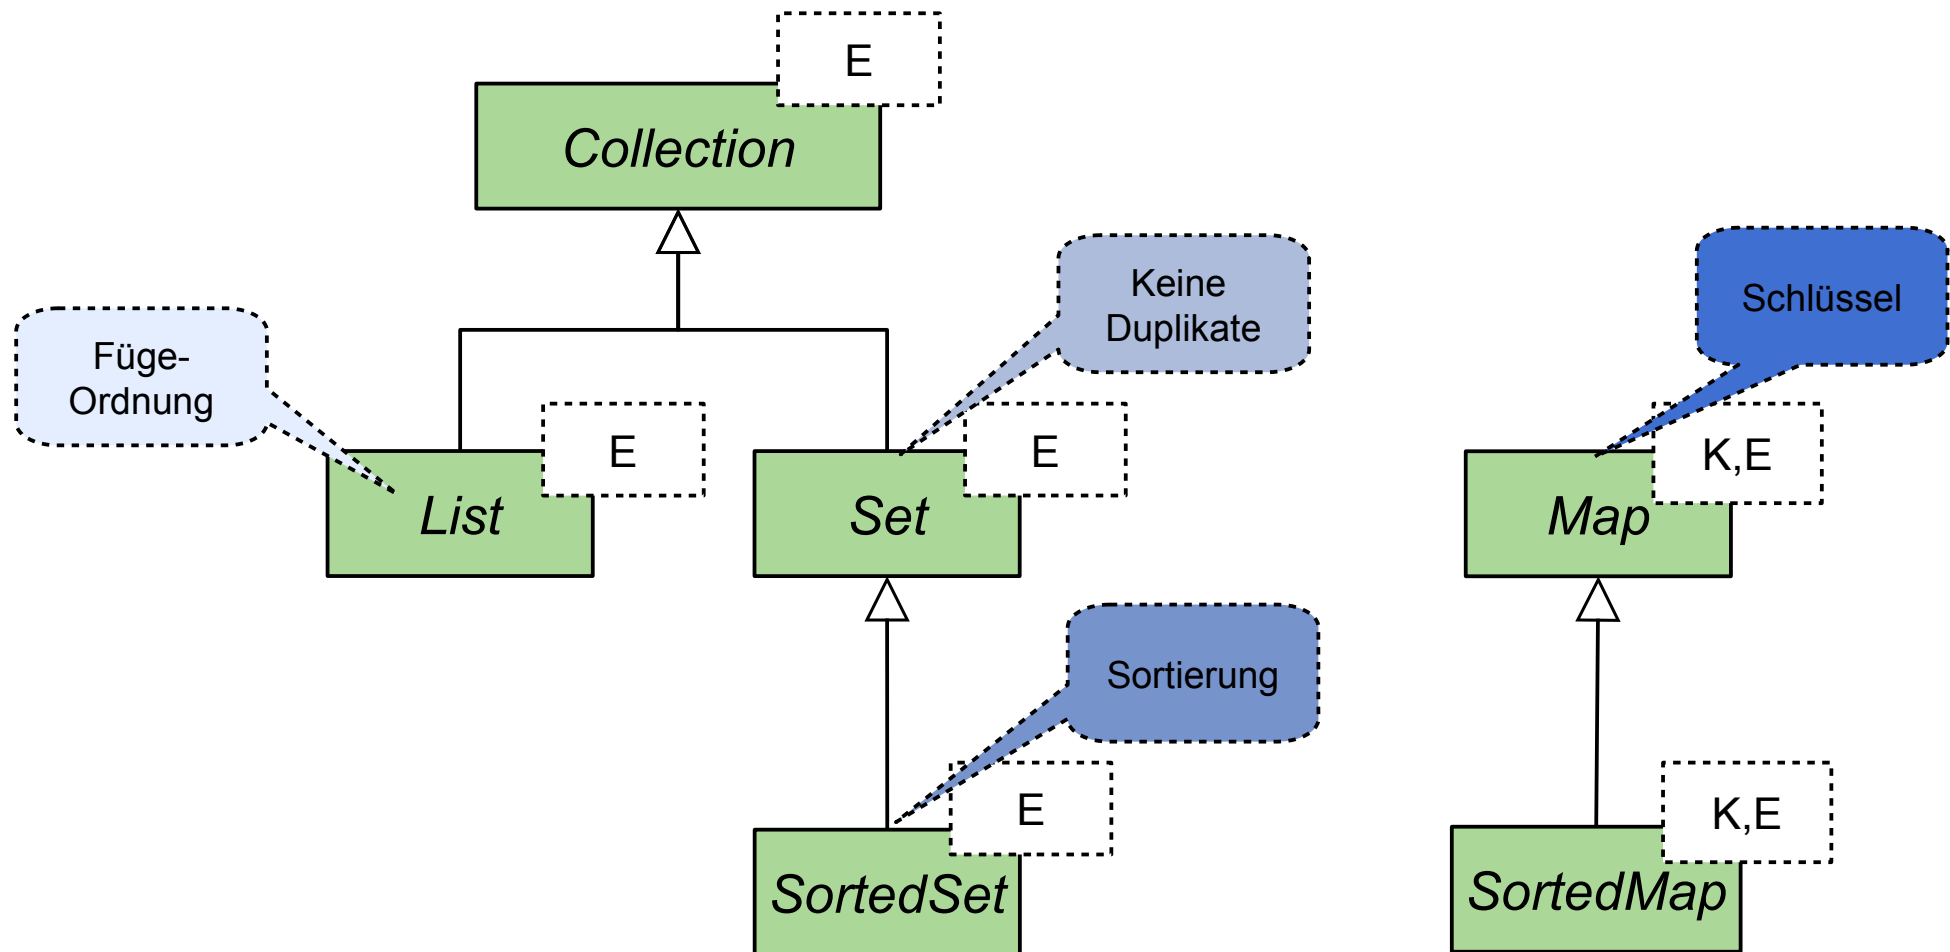 E
Collection
Keine
Duplikate
Schlüssel
Füge-
Ordnung
E
List
E
Set
K,E
Map
Sortierung
E
SortedSet
K,E
SortedMap